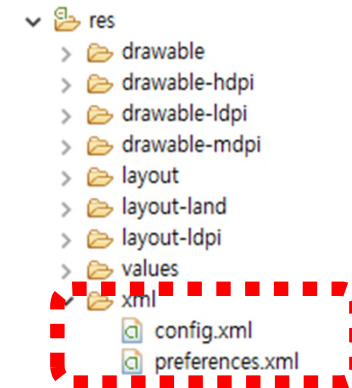 res
drawable
drawable-hdpi
drawable-ldpi
drawable-mdpi
layout
layout-land
layout-ldpi
values
xml
config.xml
preferences.xml